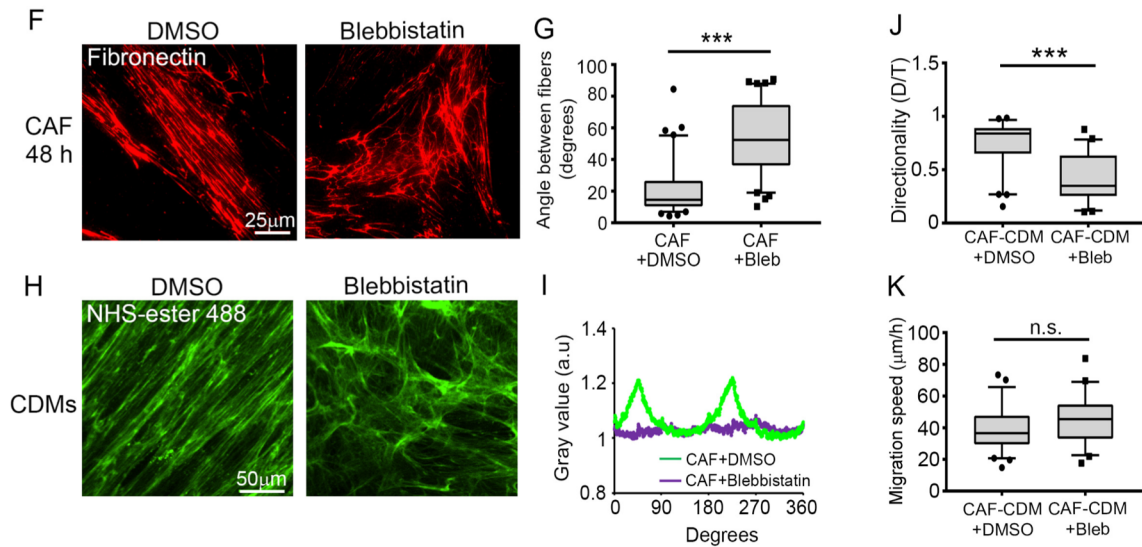 F
DMSO
Blebbistatin
Fibronectin
CAF
48 h
25μm
G
***
Angle between fibers
(degrees)
100
80
60
40
20
0
CAF
+DMSO
CAF
+Bleb
J
***
Directionality (D/T)
1.5
1
0.5
0
CAF-CDM
+DMSO
CAF-CDM
+Bleb
H
DMSO
Blebbistatin
NHS-ester 488
CDMs
50μm
I
Gray value (a.u)
1.4
1.2
1
0.8
CAF+DMSO
CAF+Blebbistatin
0 90 180 270 360
Degrees
K
n.s.
Migration speed (μm/h)
100
80
60
40
20
0
CAF-CDM
+DMSO
CAF-CDM
+Bleb